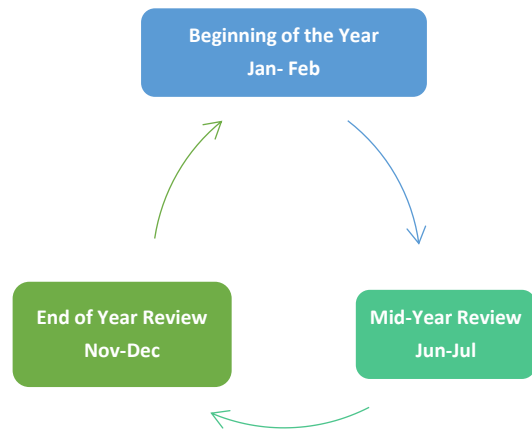 Beginning of the Year
Jan- Feb
End of Year Review
Nov-Dec
Mid-Year Review
Jun-Jul